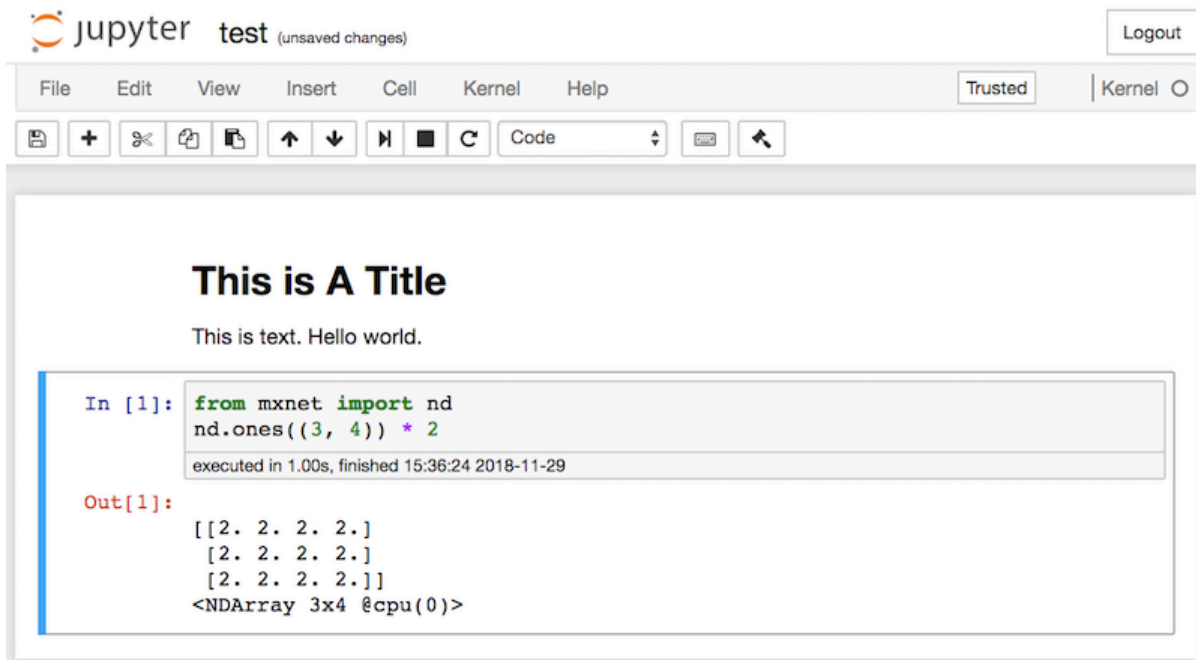 jupyter test (unsaved changes) Logout
File Edit View Insert Cell Kernel Help Trusted Kernel
Code
This is A Title
This is text. Hello world.
In [1]: from mxnet import nd
nd.ones((3, 4)) * 2
executed in 1.00s, finished 15:36:24 2018-11-29
Out[1]:
[[2. 2. 2. 2.]
[2. 2. 2. 2.]
[2. 2. 2. 2.]]
<NDArray 3x4 @cpu(0)>